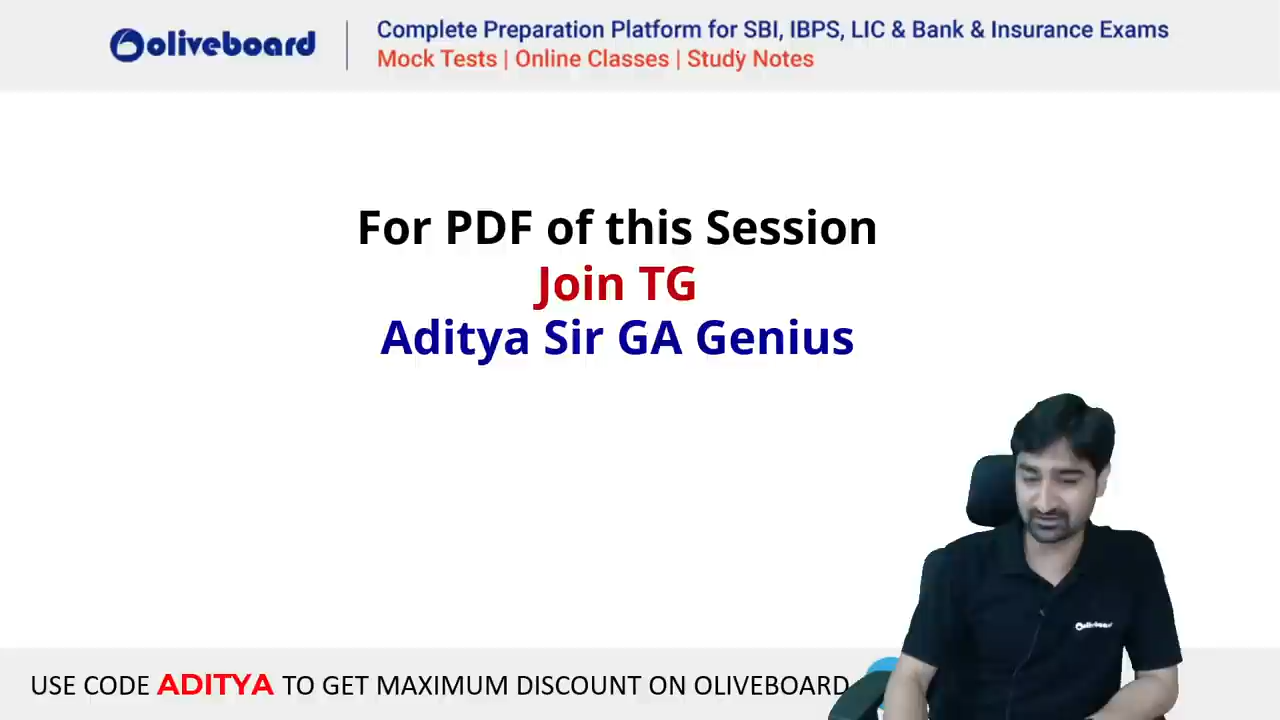 oliveboard
Complete Preparation Platform for SBI, IBPS, LIC & Bank & Insurance Exams
Mock Tests | Online Classes | Study Notes
For PDF of this Session
Join TG
Aditya Sir GA Genius
oliveboard
USE CODE ADITYA TO GET MAXIMUM DISCOUNT ON OLIVEBOARD